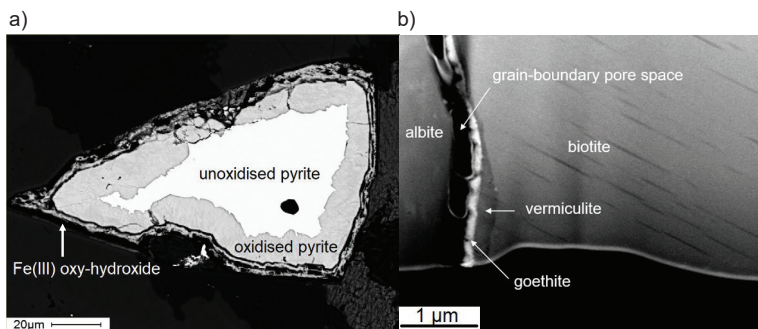 a)
b)
unoxidised pyrite
oxidised pyrite
Fe(III) oxy-hydroxide
20µm
grain-boundary pore space
albite
biotite
vermiculite
goethite
1 µm